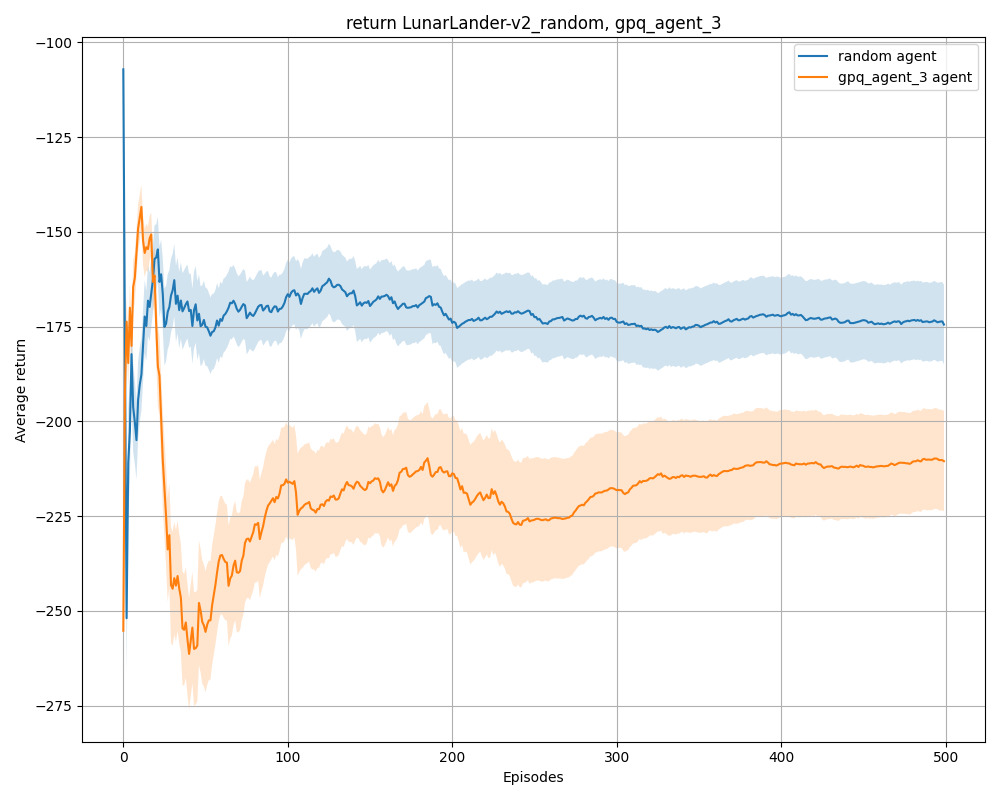 return LunarLander-v2_random, gpq_agent_3
random agent
gpq_agent_3 agent
Average return
−100
−125
−150
−175
−200
−225
−250
−275
0 100 200 300 400 500
Episodes